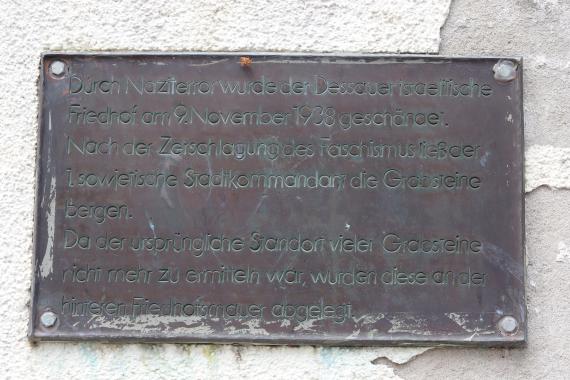 Durch Naziterror wurde der Dessauer israelitische
Friedhof am 9. November 1938 geschändet.
Nach der Zerschlagung des Faschismus ließ der
1. sowjetische Stadtkommandant die Grabsteine
bergen.
Da der ursprüngliche Standort vieler Grabsteine
nicht mehr zu ermitteln war, wurden diese an der
hinteren Friedhofsmauer abgelegt.